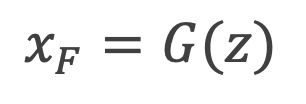 x_F = G(z)